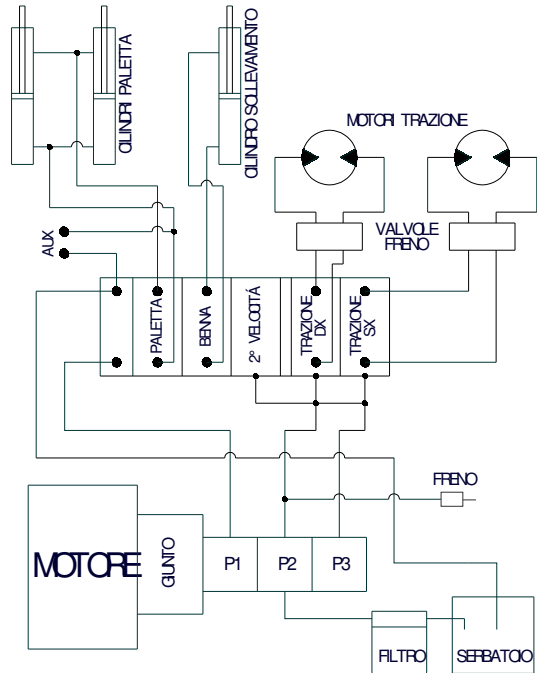 CILINDRI PALETTA
CILINDRO SOLLEVAMENTO
MOTORI TRAZIONE
VALVOLE
FRENO
AUX
PALETTA
BENNA
2° VELOCITÁ
TRAZIONE
DX
TRAZIONE
SX
FRENO
MOTORE
GIUNTO
P1
P2
P3
FILTRO
SERBATOIO